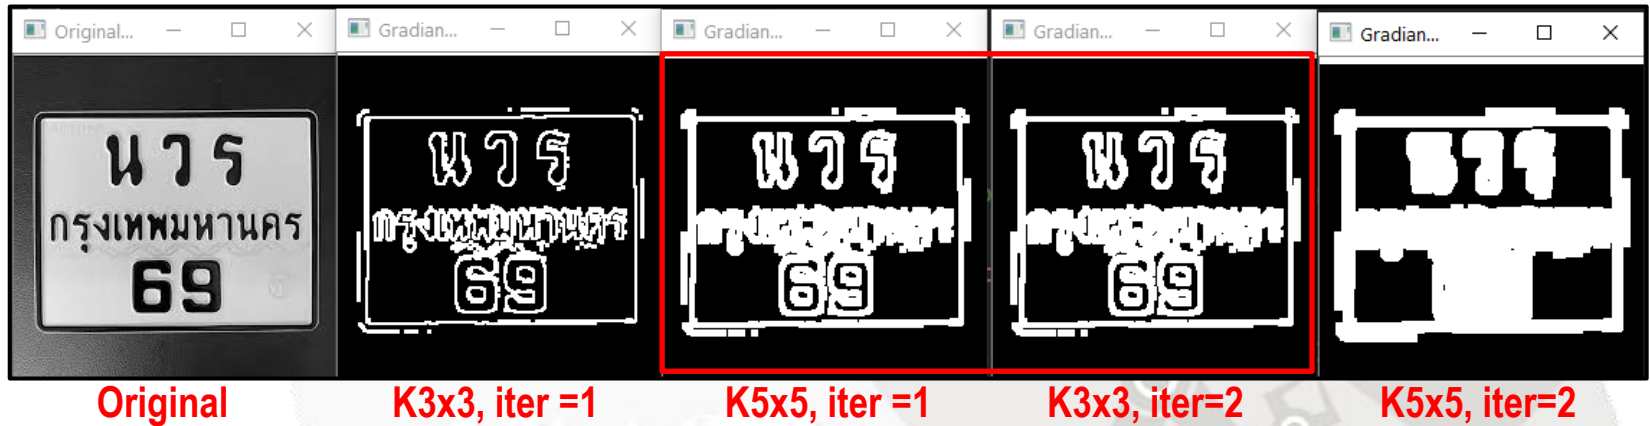 Original...
Gradian...
Gradian...
Gradian...
Gradian...
นวร
กรุงเทพมหานคร
69
นวร
69
นวร
69
นวร
69
Original
K3x3, iter =1
K5x5, iter =1
K3x3, iter=2
K5x5, iter=2